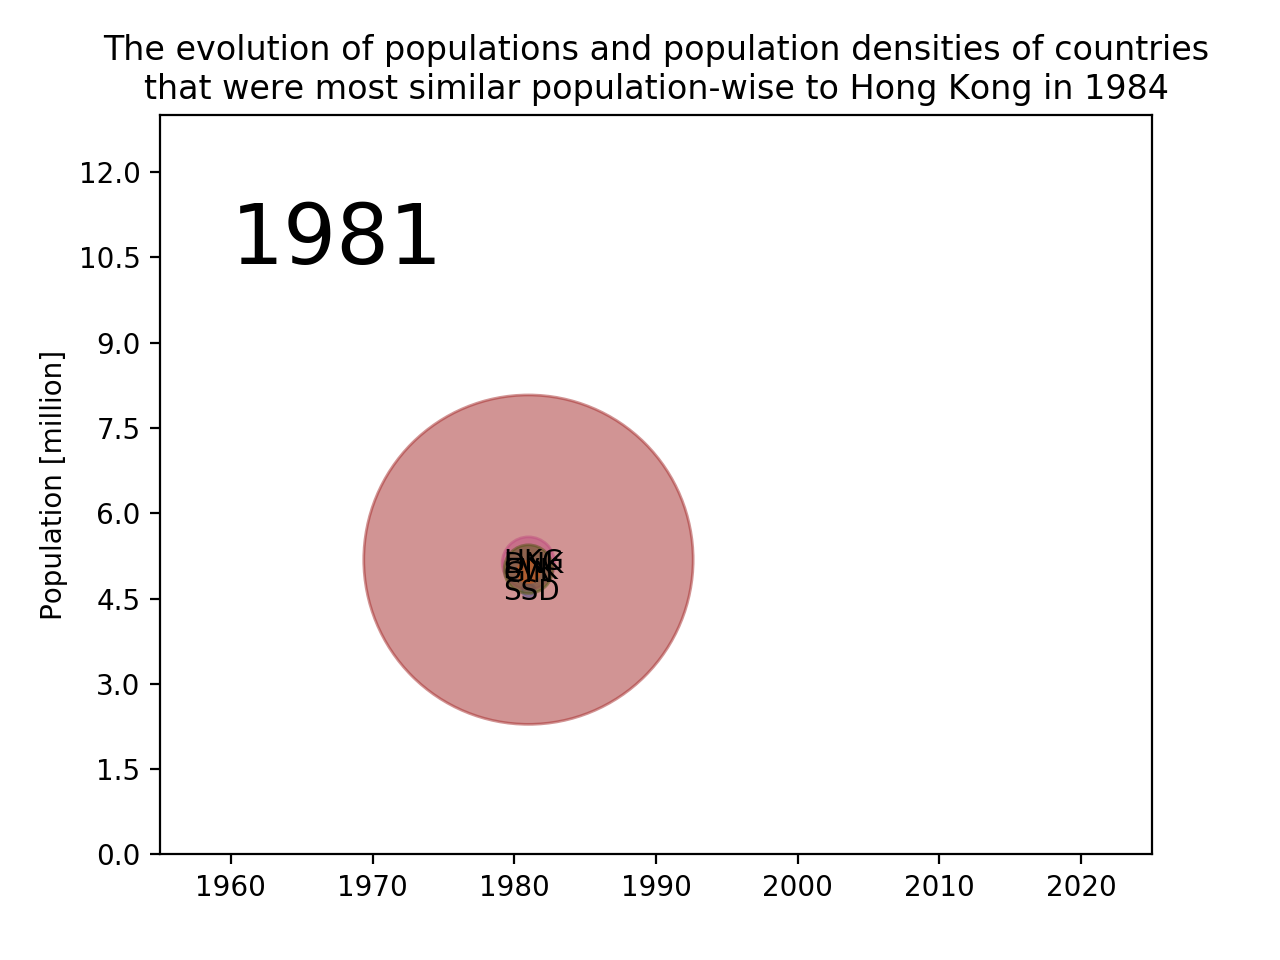 The evolution of populations and population densities of countries
that were most similar population-wise to Hong Kong in 1984
12.0
1981
10.5
9.0
Population [million]
7.5
6.0
HKG
SSD
4.5
3.0
1.5
0.0
1960 1970 1980 1990 2000 2010 2020